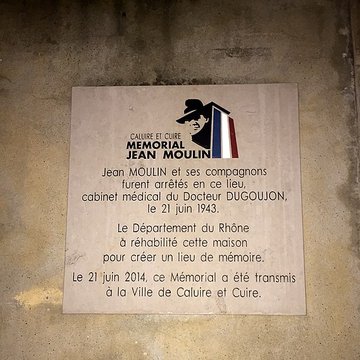 CALUIRE ET CUIRE
MEMORIAL
JEAN MOULIN
Jean MOULIN et ses compagnons
furent arrêtés en ce lieu,
cabinet médical du Docteur DUGOUJON,
le 21 juin 1943.
Le Département du Rhône
à réhabilité cette maison
pour créer un lieu de mémoire.
Le 21 juin 2014, ce Mémorial a été transmis
à la Ville de Caluire et Cuire.